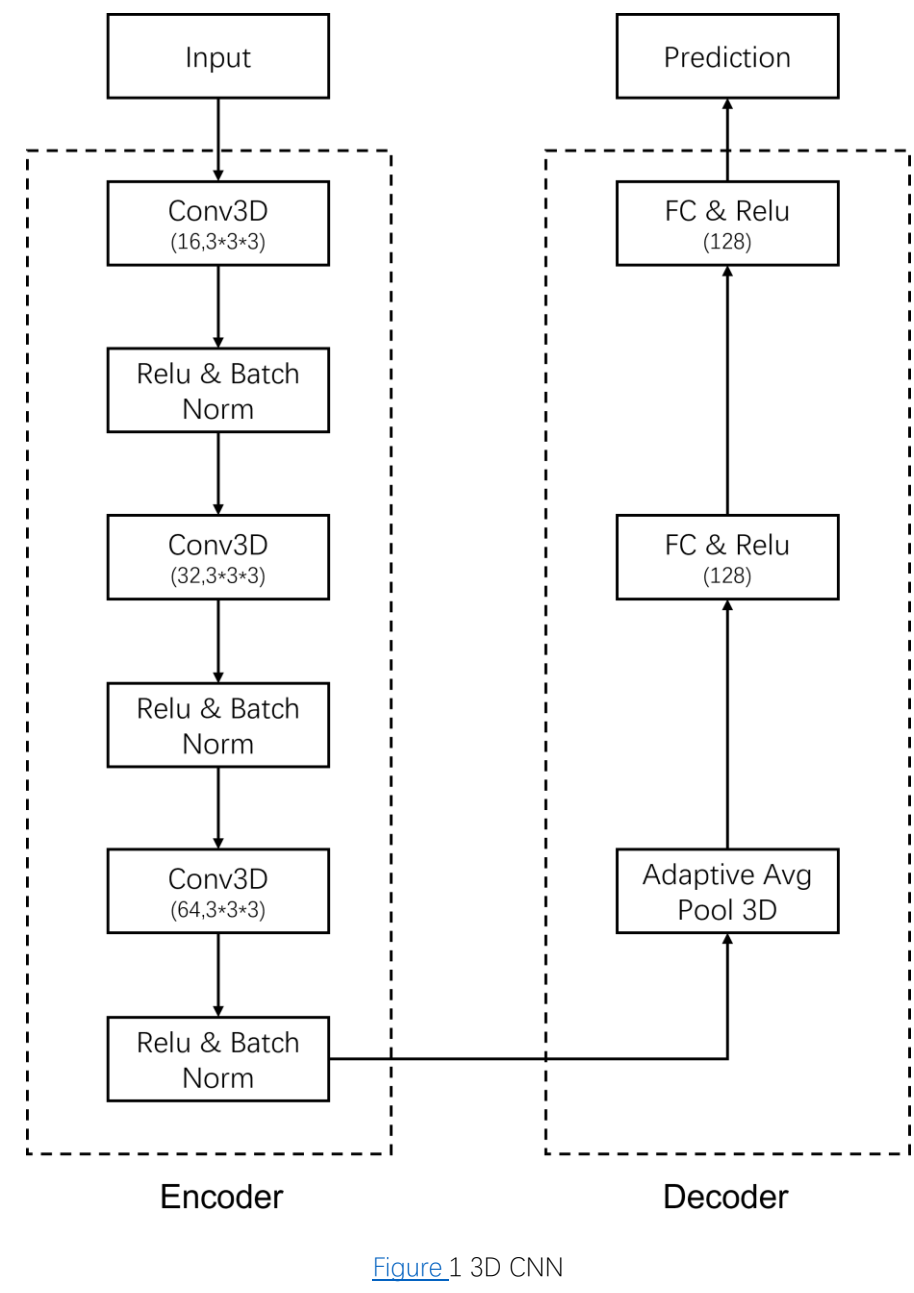 Input
Conv3D
(16,3*3*3)
Relu & Batch
Norm
Conv3D
(32,3*3*3)
Relu & Batch
Norm
Conv3D
(64,3*3*3)
Relu & Batch
Norm
Encoder
Prediction
FC & Relu
(128)
FC & Relu
(128)
Adaptive Avg
Pool 3D
Decoder
Figure 1 3D CNN